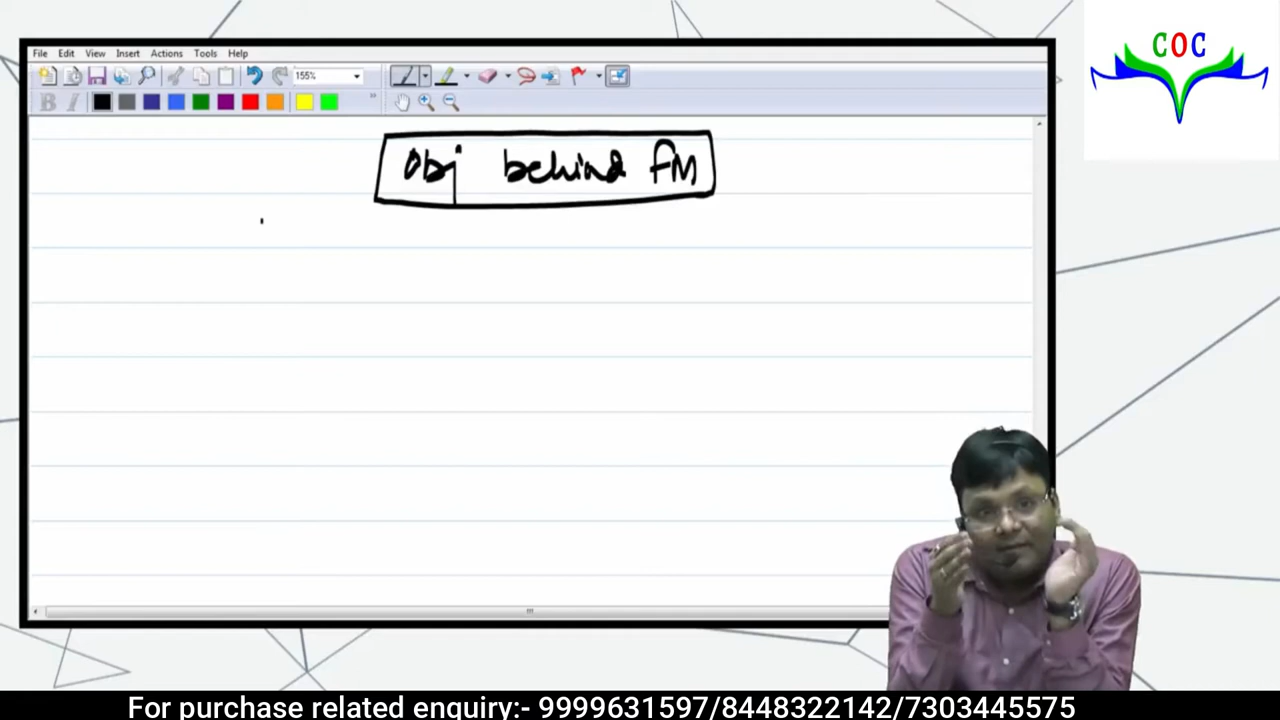 COC
File Edit View Insert Actions Tools Help
155%
B I
Obj behind FM
For purchase related enquiry:- 9999631597/8448322142/7303445575